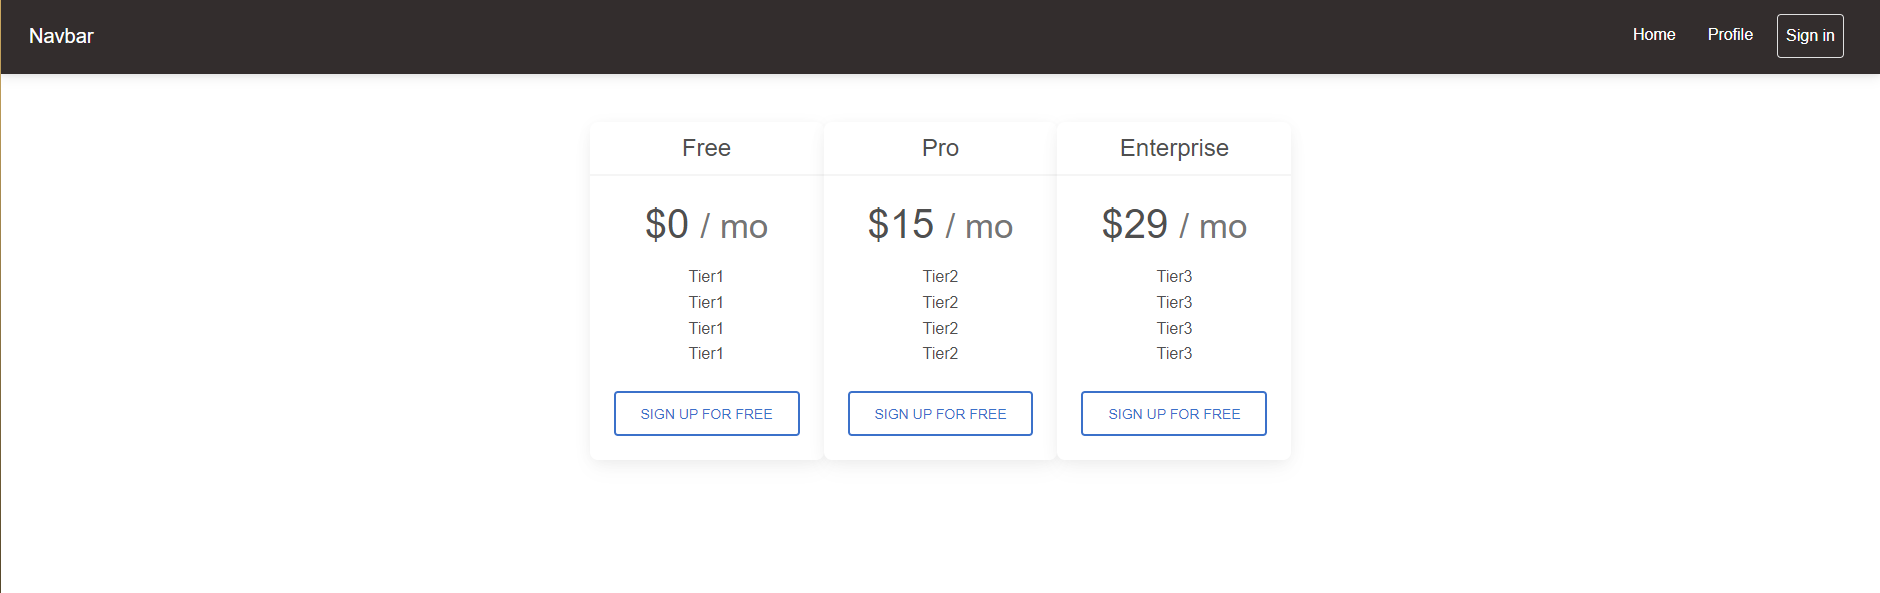 Navbar Home Profile Sign in
Free Pro Enterprise
$0 / mo $15 / mo $29 / mo
Tier1 Tier2 Tier3
Tier1 Tier2 Tier3
Tier1 Tier2 Tier3
Tier1 Tier2 Tier3
SIGN UP FOR FREE SIGN UP FOR FREE SIGN UP FOR FREE